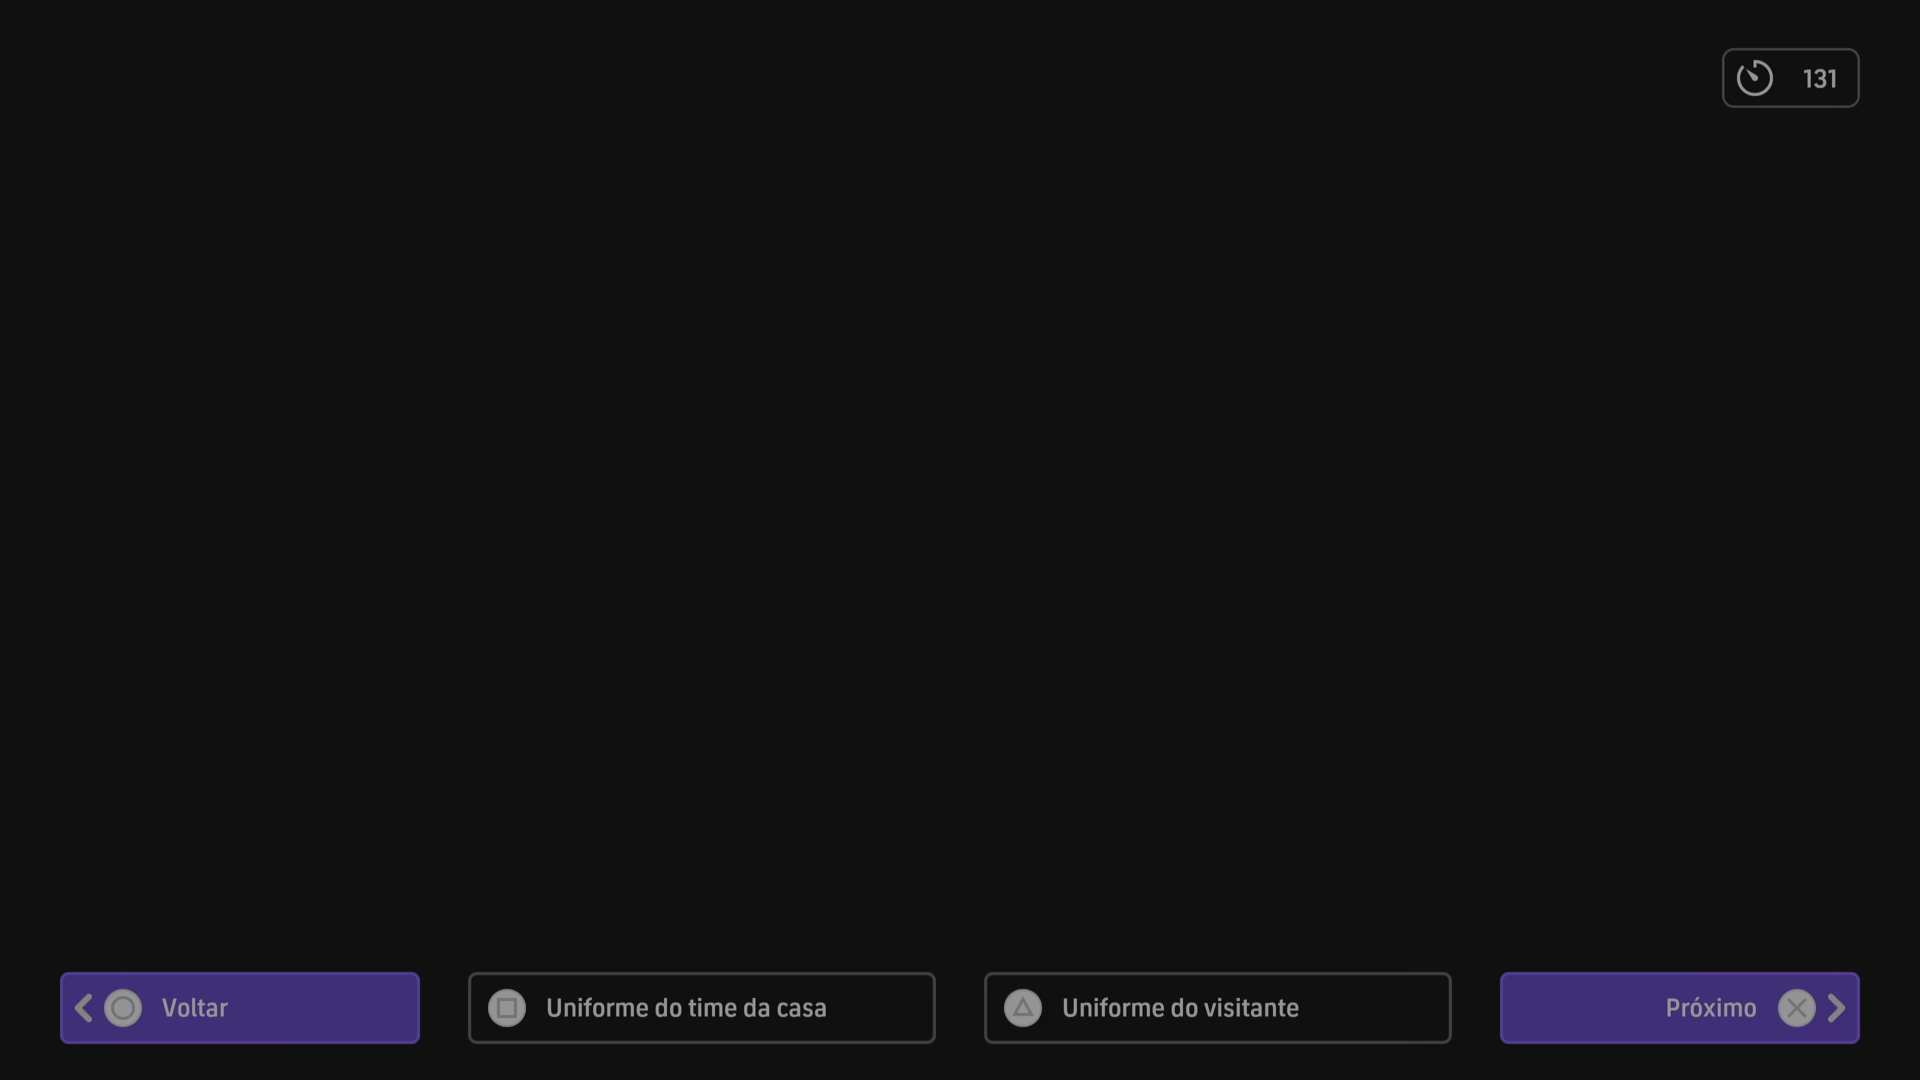 131
Voltar
Uniforme do time da casa
Uniforme do visitante
Próximo